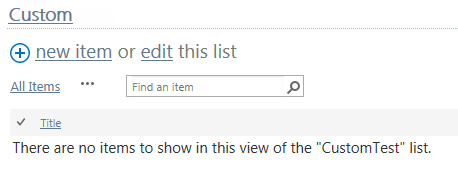 Custom
new item or edit this list
All Items ··· Find an item
Title
There are no items to show in this view of the "CustomTest" list.